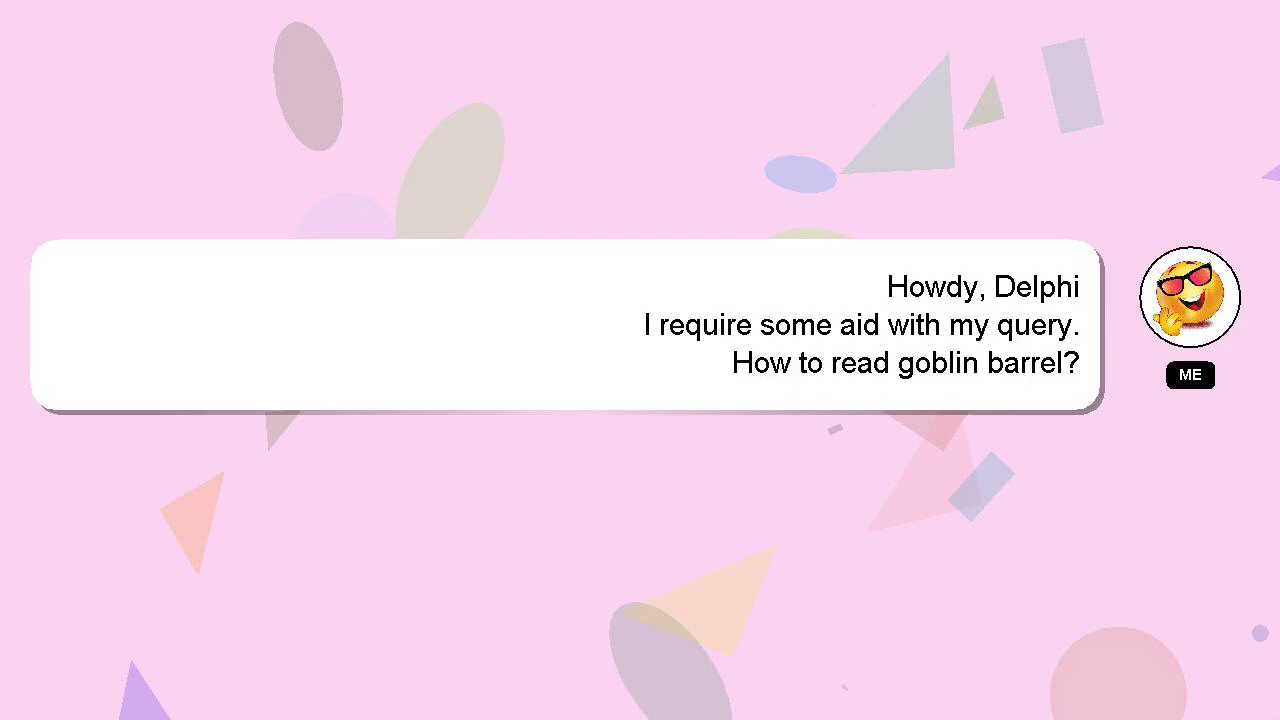 Howdy, Delphi
I require some aid with my query.
How to read goblin barrel?
ME